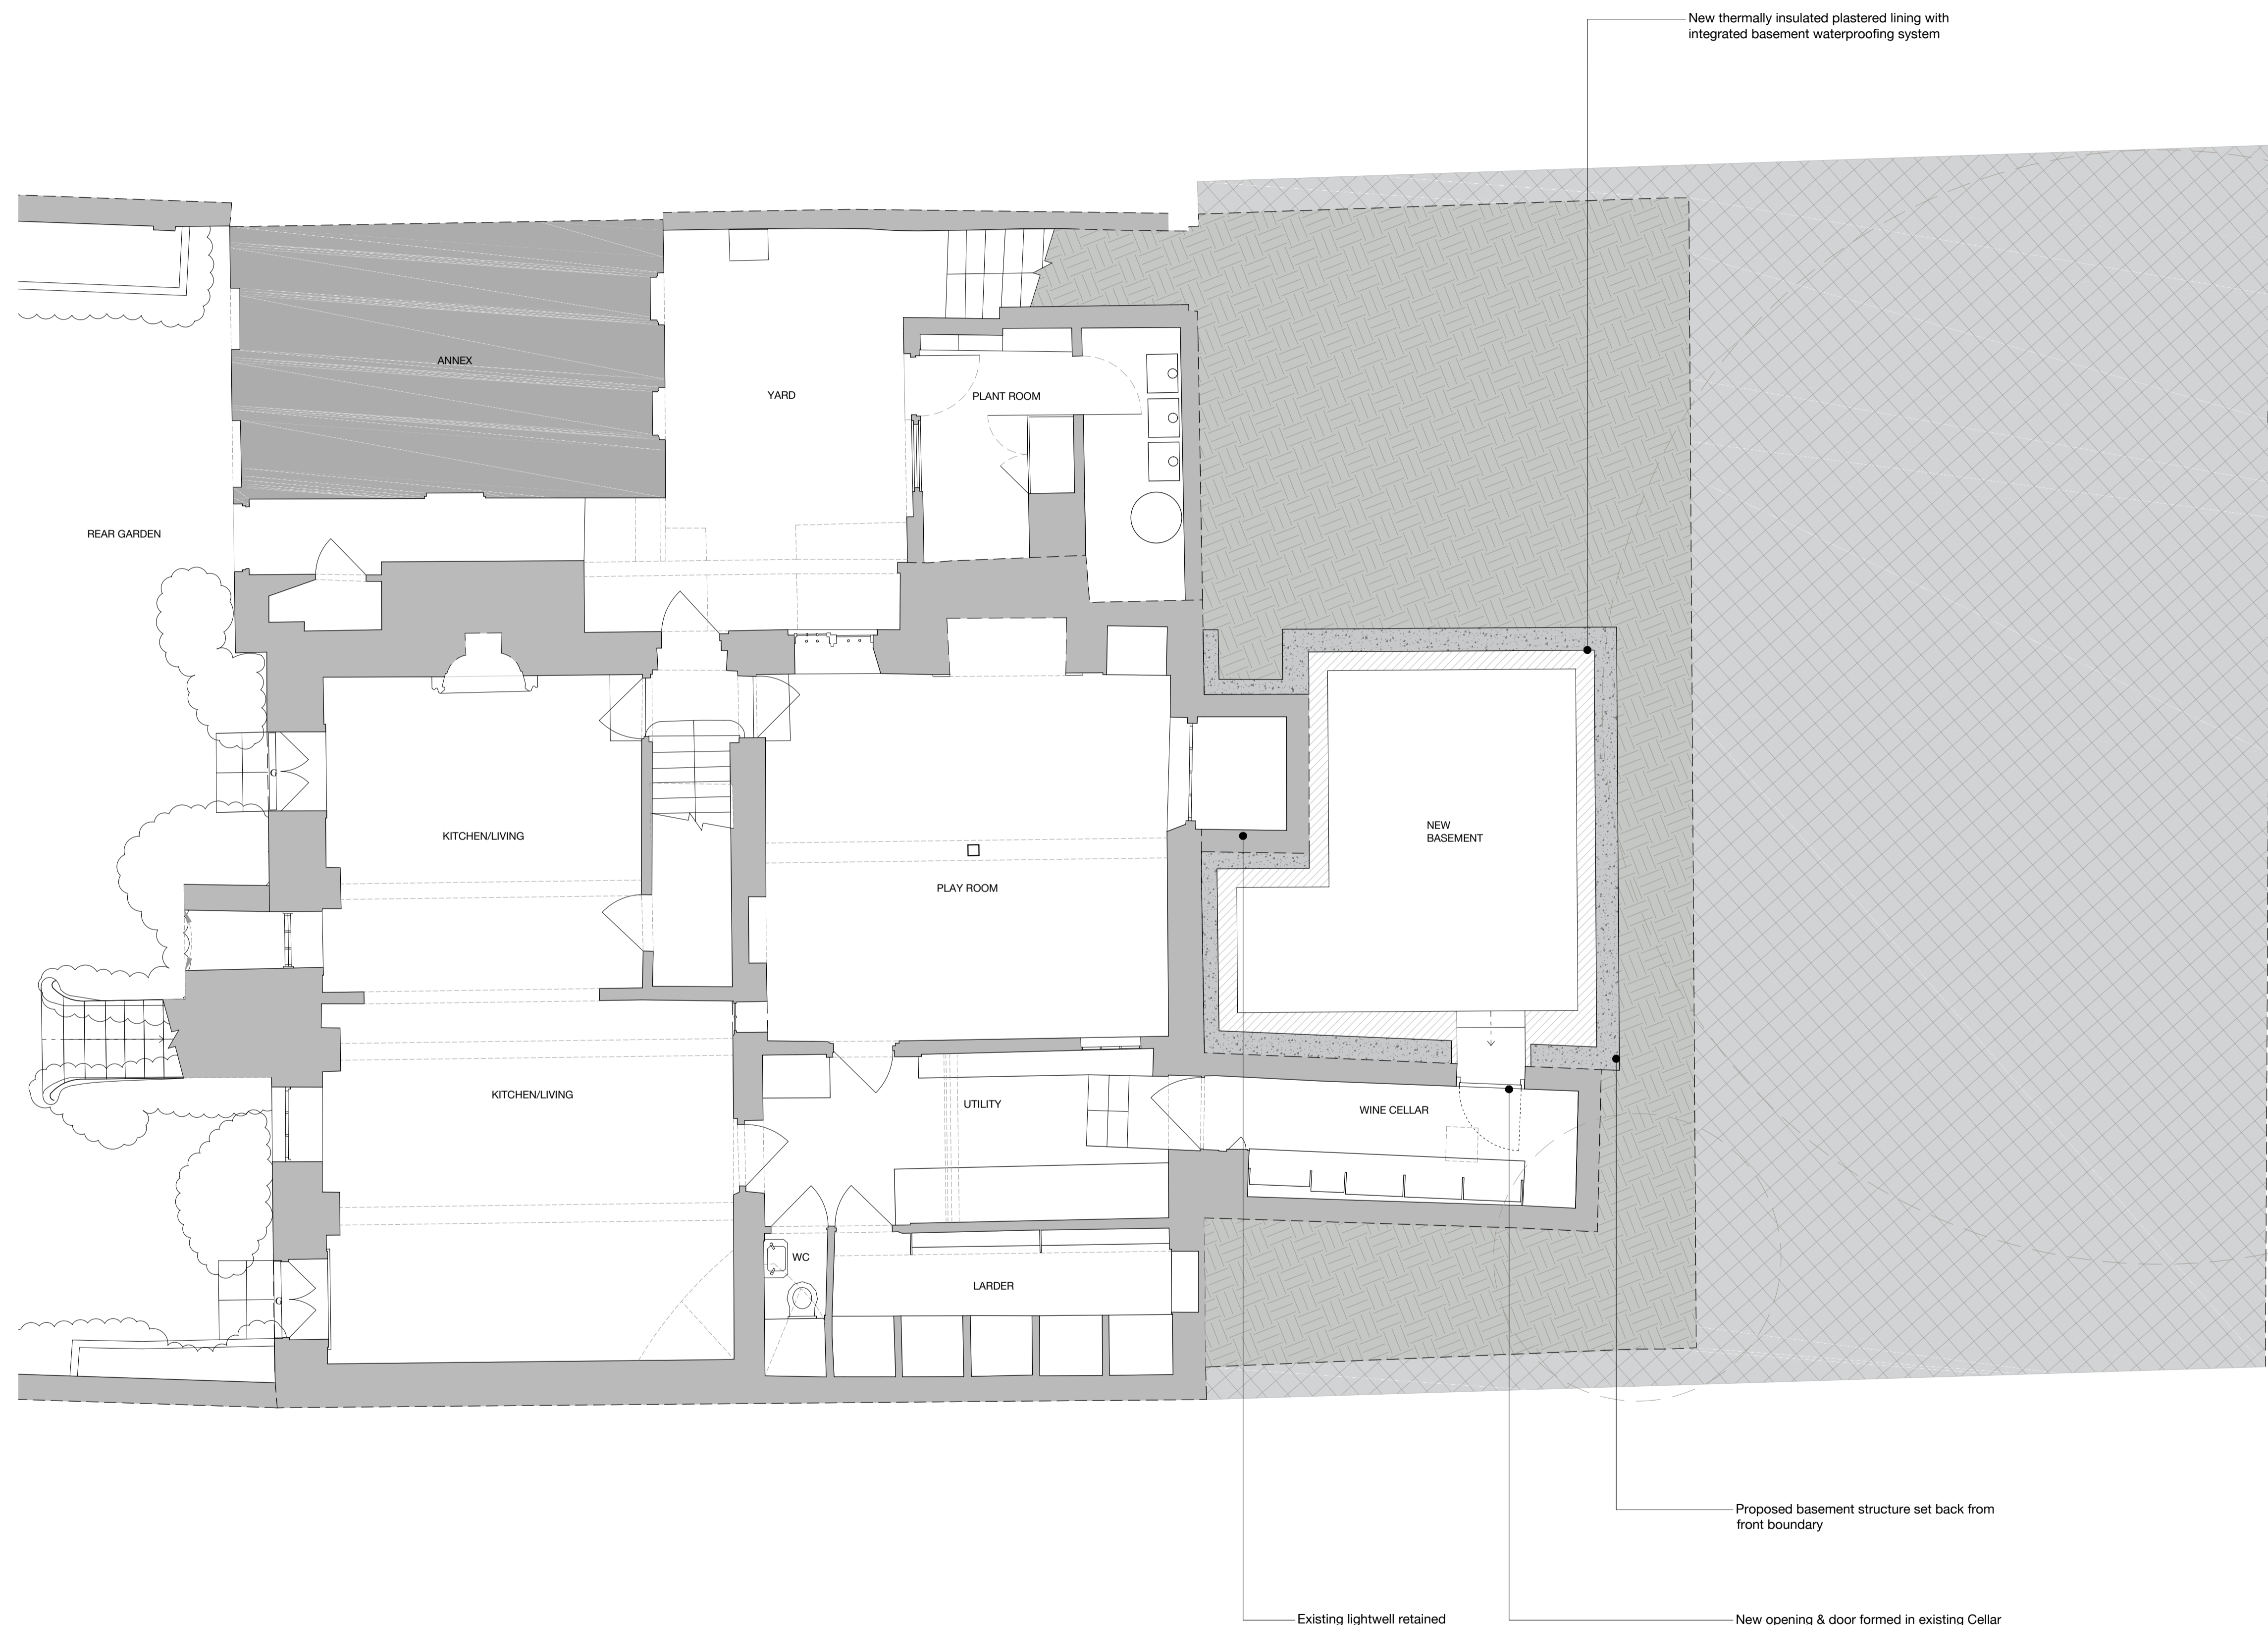 New thermally insulated plastered lining with
integrated basement waterproofing system
ANNEX
YARD
PLANT ROOM
REAR GARDEN
G
KITCHEN/LIVING
NEW
BASEMENT
PLAY ROOM
KITCHEN/LIVING
UTILITY
WINE CELLAR
WC
LARDER
G
Proposed basement structure set back from
front boundary
Existing lightwell retained
New opening & door formed in existing Cellar